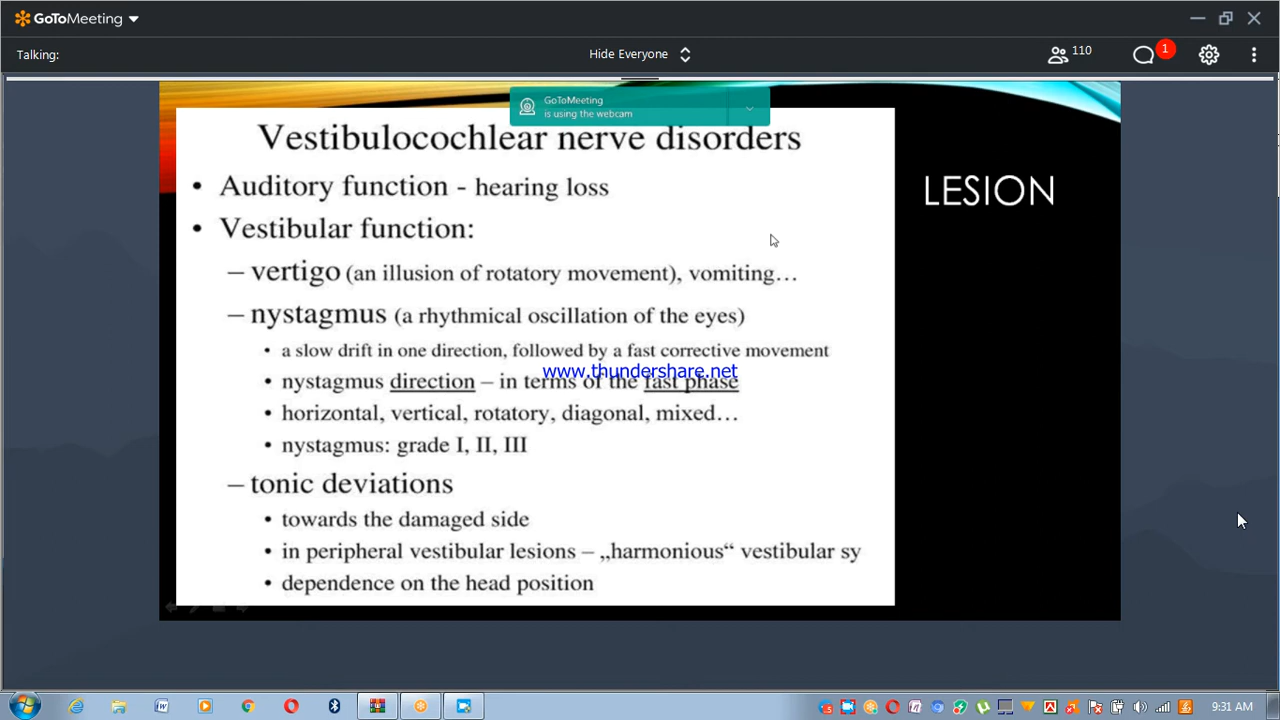 GoToMeeting
Talking:
Hide Everyone
110
1
GoToMeeting
is using the webcam
Vestibulocochlear nerve disorders
LESION
• Auditory function - hearing loss
• Vestibular function:
– vertigo (an illusion of rotatory movement), vomiting…
– nystagmus (a rhythmical oscillation of the eyes)
• a slow drift in one direction, followed by a fast corrective movement
www.thundershare.net
• nystagmus direction – in terms of the fast phase
• horizontal, vertical, rotatory, diagonal, mixed…
• nystagmus: grade I, II, III
– tonic deviations
• towards the damaged side
• in peripheral vestibular lesions – „harmonious“ vestibular sy
• dependence on the head position
9:31 AM